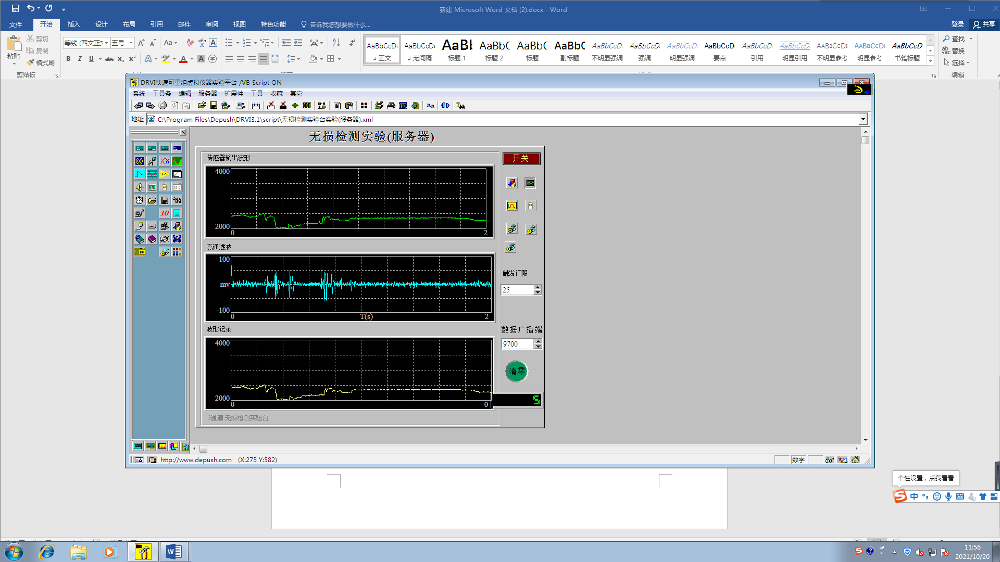 新建 Microsoft Word 文档 (2).docx - Word
文件 开始 插入 设计 布局 引用 邮件 审阅 视图 特色功能 告诉我您想要做什么... 登录 共享
粘贴 剪切 复制 格式刷 剪贴板
等线 (西文正 五号 Aa wén 文 A
B I U abc x₂ x² A ab A A 字
AaBbCcDc AaBbCcDc AaBb AaBbC AaBbC AaBbC AaBbCcD AaBbCcD AaBbCcD AaBbCcD AaBbCcD AaBbCcD AaBbCcDc AaBbCcD AaBbCcD
正文 无间隔 标题 1 标题 2 标题 副标题 不明显强调 强调 明显强调 要点 引用 明显引用 不明显参考 明显参考 书籍标题
查找 替换 选择 编辑
DRVI快速可重组虚拟仪器实验平台 /VB Script ON
系统 工具条 编辑 服务器 扩展件 工具 收藏 其它
地址 C:\Program Files\Depush\DRVI3.1\script\无损检测实验台实验(服务器).xml
无损检测实验(服务器)
传感器输出波形
4000
2000
0 2
开关
高通滤波
100
mv
-100
0 T(s) 2
触发门限
25
波形记录
4000
2000
0 0
数据广播端
9700
清零
5
通道:无损检测实验台
IO
http://www.depush.com (X:275 Y:582)
数字
个性设置，点我看看
中
11:56
2021/10/20